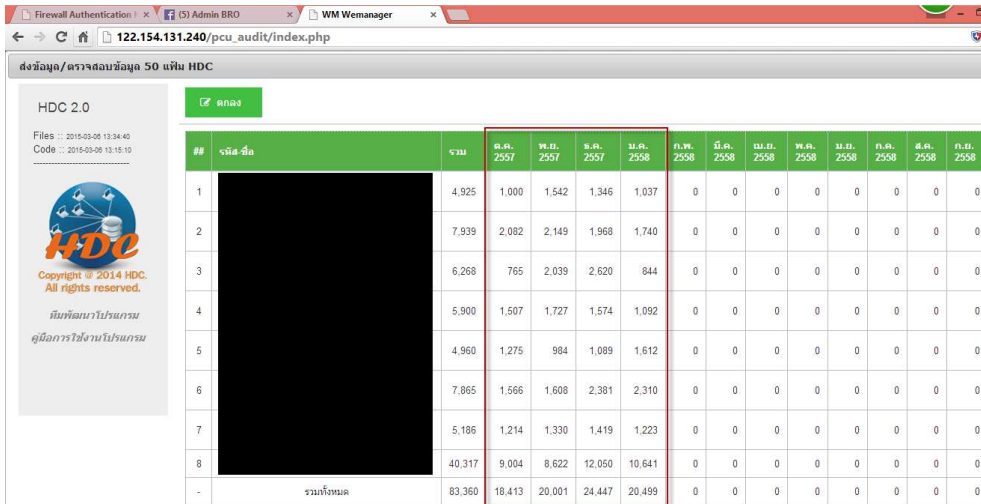 Firewall Authentication
(5) Admin BRO
WM Wemanager
122.154.131.240/pcu_audit/index.php
ส่งข้อมูล/ตรวจสอบข้อมูล 50 แฟ้ม HDC
HDC 2.0
Files :: 2015-03-06 13:34:40
Code :: 2015-03-06 13:15:10
HDC
Copyright @ 2014 HDC.
All rights reserved.
ทีมพัฒนาโปรแกรม
คู่มือการใช้งานโปรแกรม
ตกลง
## รหัส-ชื่อ รวม ต.ค. 2557 พ.ย. 2557 ธ.ค. 2557 ม.ค. 2558 ก.พ. 2558 มี.ค. 2558 เม.ย. 2558 พ.ค. 2558 มิ.ย. 2558 ก.ค. 2558 ส.ค. 2558 ก.ย. 2558
1 4,925 1,000 1,542 1,346 1,037 0 0 0 0 0 0 0 0
2 7,939 2,082 2,149 1,968 1,740 0 0 0 0 0 0 0 0
3 6,268 765 2,039 2,620 844 0 0 0 0 0 0 0 0
4 5,900 1,507 1,727 1,574 1,092 0 0 0 0 0 0 0 0
5 4,960 1,275 984 1,089 1,612 0 0 0 0 0 0 0 0
6 7,865 1,566 1,608 2,381 2,310 0 0 0 0 0 0 0 0
7 5,186 1,214 1,330 1,419 1,223 0 0 0 0 0 0 0 0
8 40,317 9,004 8,622 12,050 10,641 0 0 0 0 0 0 0 0
- รวมทั้งหมด 83,360 18,413 20,001 24,447 20,499 0 0 0 0 0 0 0 0